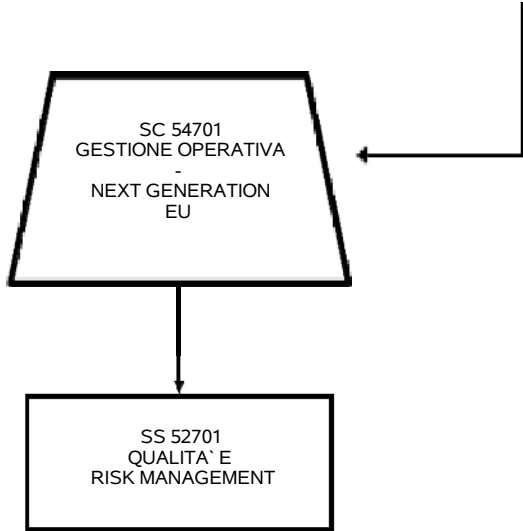 SC 54701
GESTIONE OPERATIVA
-
NEXT GENERATION
EU
SS 52701
QUALITA` E
RISK MANAGEMENT